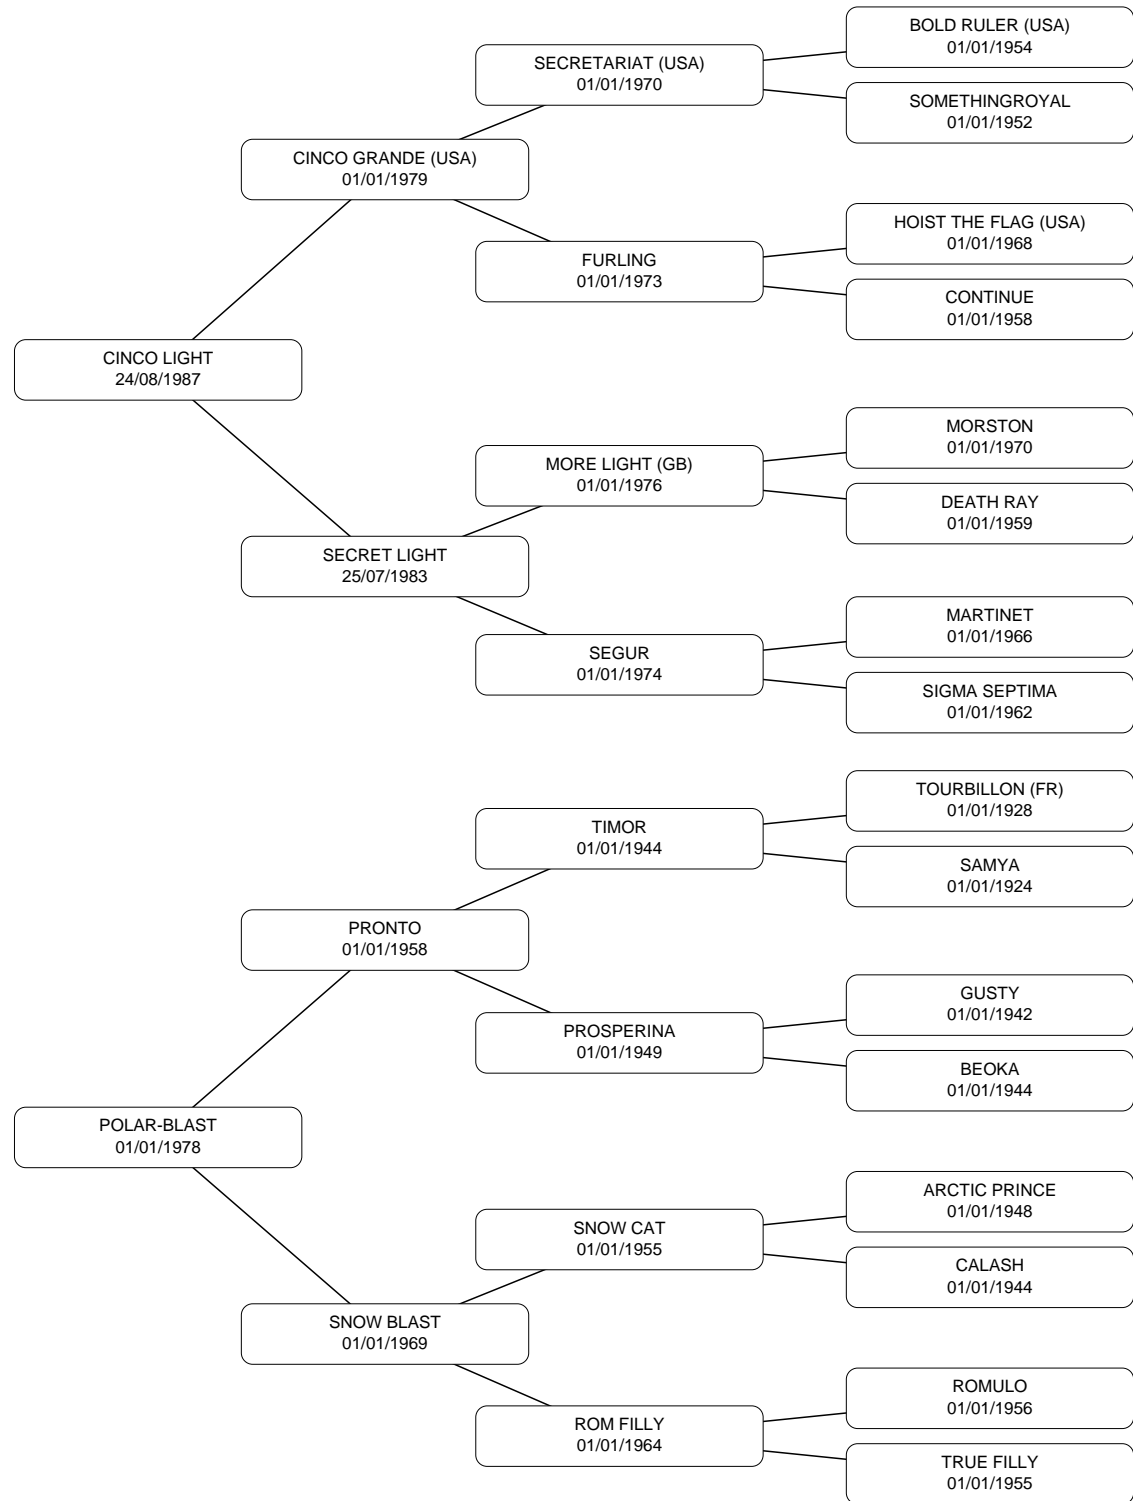 BOLD RULER (USA)
01/01/1954
SECRETARIAT (USA)
01/01/1970
SOMETHINGROYAL
01/01/1952
CINCO GRANDE (USA)
01/01/1979
HOIST THE FLAG (USA)
01/01/1968
FURLING
01/01/1973
CONTINUE
01/01/1958
CINCO LIGHT
24/08/1987
MORSTON
01/01/1970
MORE LIGHT (GB)
01/01/1976
DEATH RAY
01/01/1959
SECRET LIGHT
25/07/1983
MARTINET
01/01/1966
SEGUR
01/01/1974
SIGMA SEPTIMA
01/01/1962
TOURBILLON (FR)
01/01/1928
TIMOR
01/01/1944
SAMYA
01/01/1924
PRONTO
01/01/1958
GUSTY
01/01/1942
PROSPERINA
01/01/1949
BEOKA
01/01/1944
POLAR-BLAST
01/01/1978
ARCTIC PRINCE
01/01/1948
SNOW CAT
01/01/1955
CALASH
01/01/1944
SNOW BLAST
01/01/1969
ROMULO
01/01/1956
ROM FILLY
01/01/1964
TRUE FILLY
01/01/1955